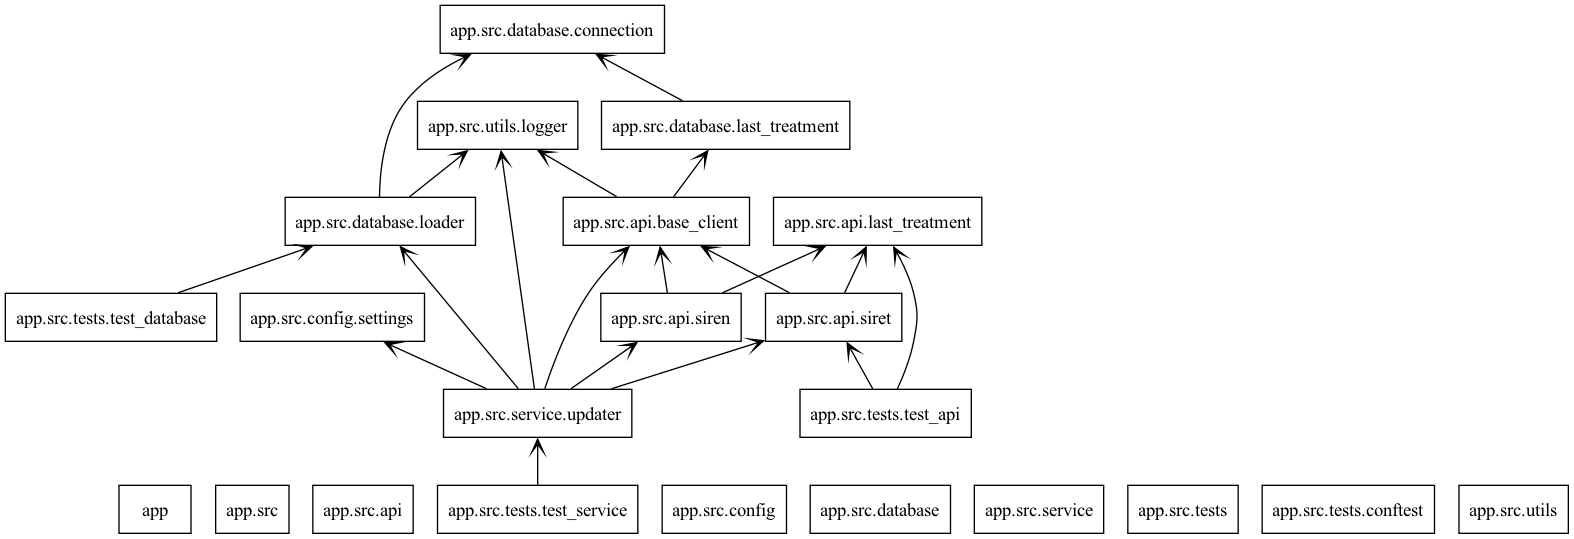 app.src.database.connection
app.src.utils.logger
app.src.database.last_treatment
app.src.database.loader
app.src.api.base_client
app.src.api.last_treatment
app.src.tests.test_database
app.src.config.settings
app.src.api.siren
app.src.api.siret
app.src.service.updater
app.src.tests.test_api
app
app.src
app.src.api
app.src.tests.test_service
app.src.config
app.src.database
app.src.service
app.src.tests
app.src.tests.conftest
app.src.utils